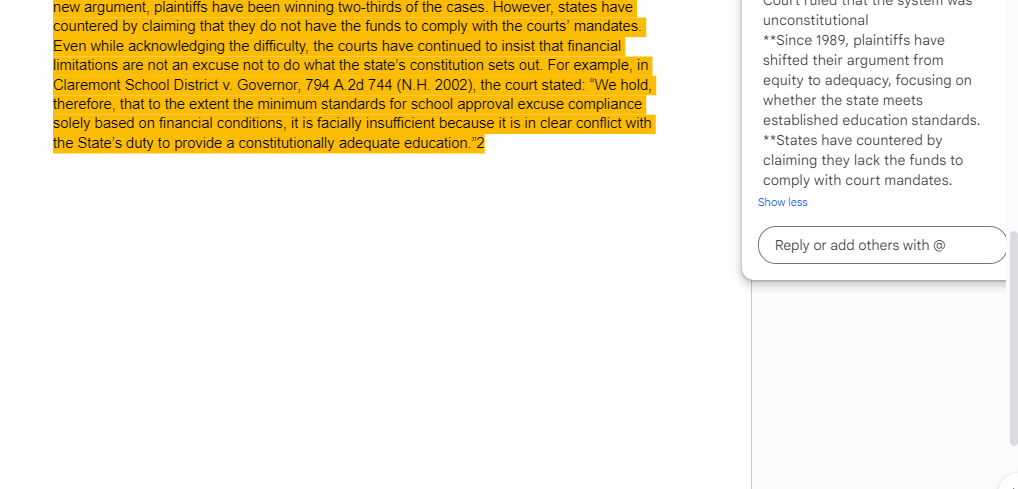 new argument, plaintiffs have been winning two-thirds of the cases. However, states have
countered by claiming that they do not have the funds to comply with the courts’ mandates.
Even while acknowledging the difficulty, the courts have continued to insist that financial
limitations are not an excuse not to do what the state’s constitution sets out. For example, in
Claremont School District v. Governor, 794 A.2d 744 (N.H. 2002), the court stated: “We hold,
therefore, that to the extent the minimum standards for school approval excuse compliance
solely based on financial conditions, it is facially insufficient because it is in clear conflict with
the State’s duty to provide a constitutionally adequate education.”2
Court ruled that the system was
unconstitutional
**Since 1989, plaintiffs have
shifted their argument from
equity to adequacy, focusing on
whether the state meets
established education standards.
**States have countered by
claiming they lack the funds to
comply with court mandates.
Show less
Reply or add others with @